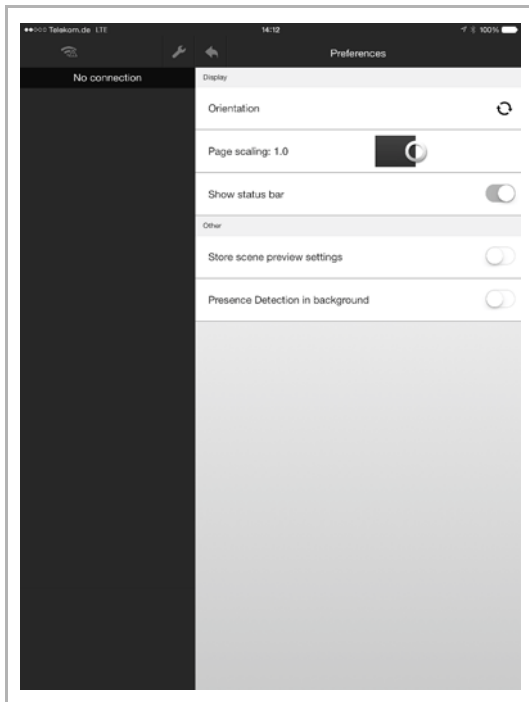 Telekom.de LTE 14:12 100%
Preferences
No connection
Display
Orientation
Page scaling: 1.0
Show status bar
Other
Store scene preview settings
Presence Detection in background